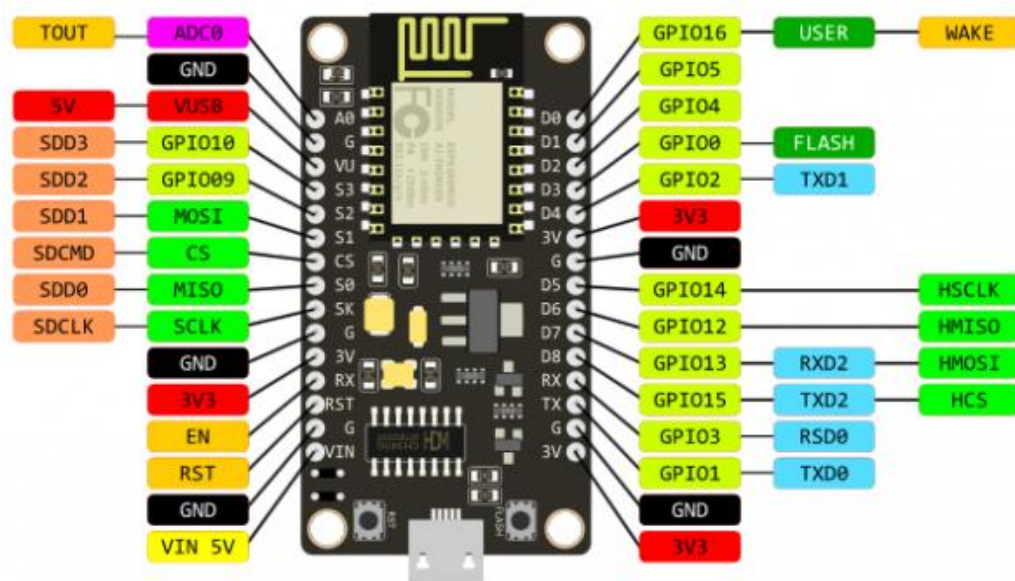 TOUT ADC0 GPIO16 USER WAKE
GND GPIO5
5V VUSB GPIO4
SDD3 GPIO10 GPIO0 FLASH
SDD2 GPIO09 GPIO2 TXD1
SDD1 MOSI 3V3
SDCMD CS GND
SDD0 MISO GPIO14 HSCLK
SDCLK SCLK GPIO12 HMISO
GND GPIO13 RXD2 HMOSI
3V3 GPIO15 TXD2 HCS
EN GPIO3 RSD0
RST GPIO1 TXD0
GND GND
VIN 5V 3V3
A0 D0
G D1
VU D2
S3 D3
S2 D4
S1 3V
CS G
S0 D5
SK D6
G D7
3V D8
RX RX
RST TX
G G
VIN 3V
RST FLASH